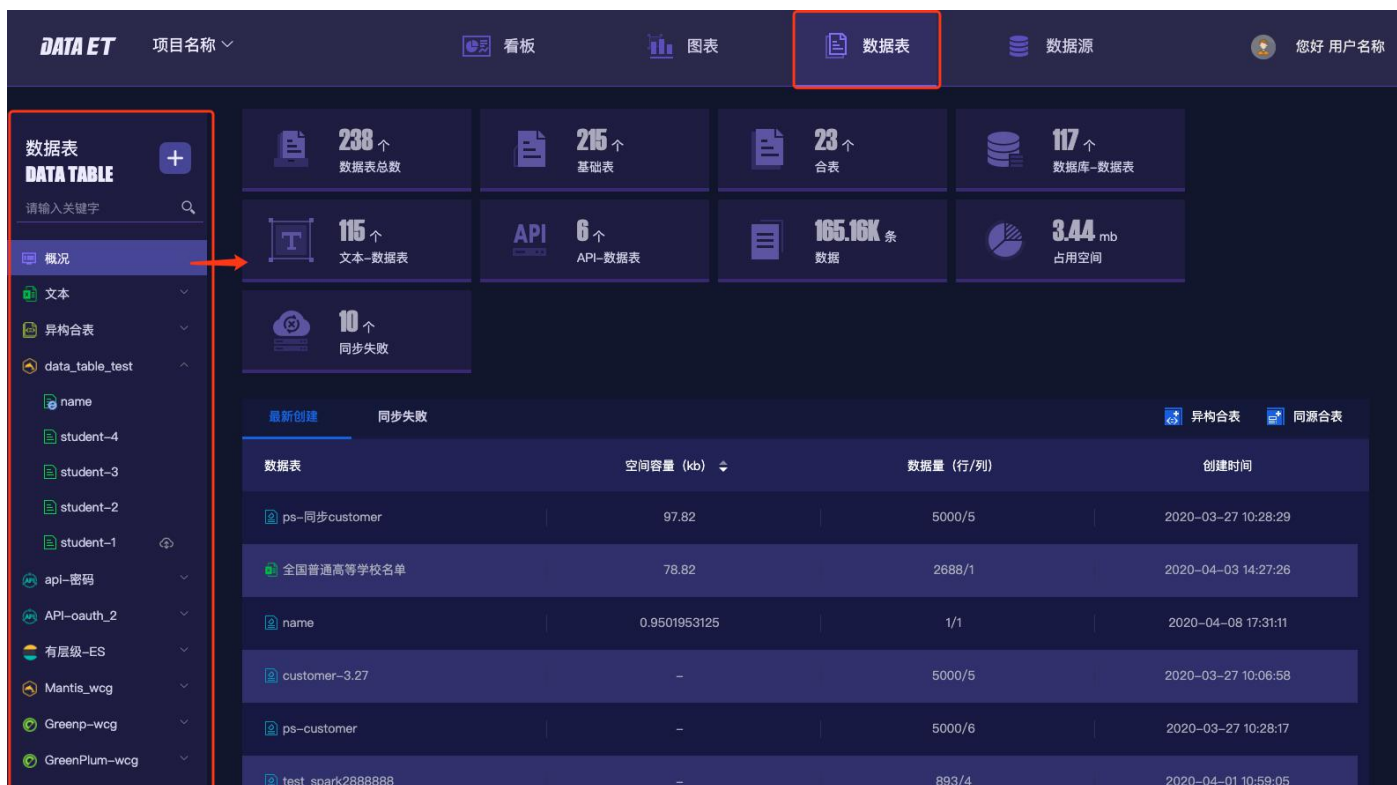 DATA ET
项目名称
看板
图表
数据表
数据源
您好 用户名称
数据表
DATA TABLE
请输入关键字
概况
文本
异构合表
data_table_test
name
student-4
student-3
student-2
student-1
api-密码
API-oauth_2
有层级-ES
Mantis_wcg
Greenp-wcg
GreenPlum-wcg
238 个
数据表总数
215 个
基础表
23 个
合表
117 个
数据库-数据表
T
115 个
文本-数据表
API
6 个
API-数据表
165.16K 条
数据
3.44 mb
占用空间
10 个
同步失败
最新创建 同步失败 异构合表 同源合表
数据表 空间容量（kb） 数据量（行/列） 创建时间
ps-同步customer 97.82 5000/5 2020-03-27 10:28:29
全国普通高等学校名单 78.82 2688/1 2020-04-03 14:27:26
name 0.9501953125 1/1 2020-04-08 17:31:11
customer-3.27 - 5000/5 2020-03-27 10:06:58
ps-customer - 5000/6 2020-03-27 10:28:17
test_spark2888888 - 893/4 2020-04-01 10:59:05